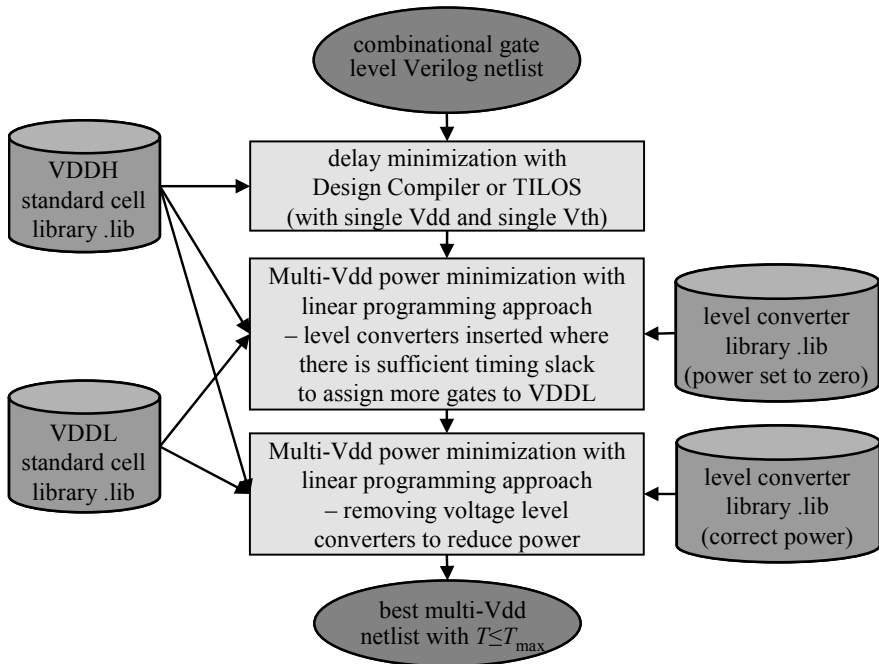 combinational gate
level Verilog netlist
VDDH
standard cell
library .lib
delay minimization with
Design Compiler or TILOS
(with single Vdd and single Vth)
Multi-Vdd power minimization with
linear programming approach
– level converters inserted where
there is sufficient timing slack
to assign more gates to VDDL
level converter
library .lib
(power set to zero)
VDDL
standard cell
library .lib
Multi-Vdd power minimization with
linear programming approach
– removing voltage level
converters to reduce power
level converter
library .lib
(correct power)
best multi-Vdd
netlist with T≤Tmax